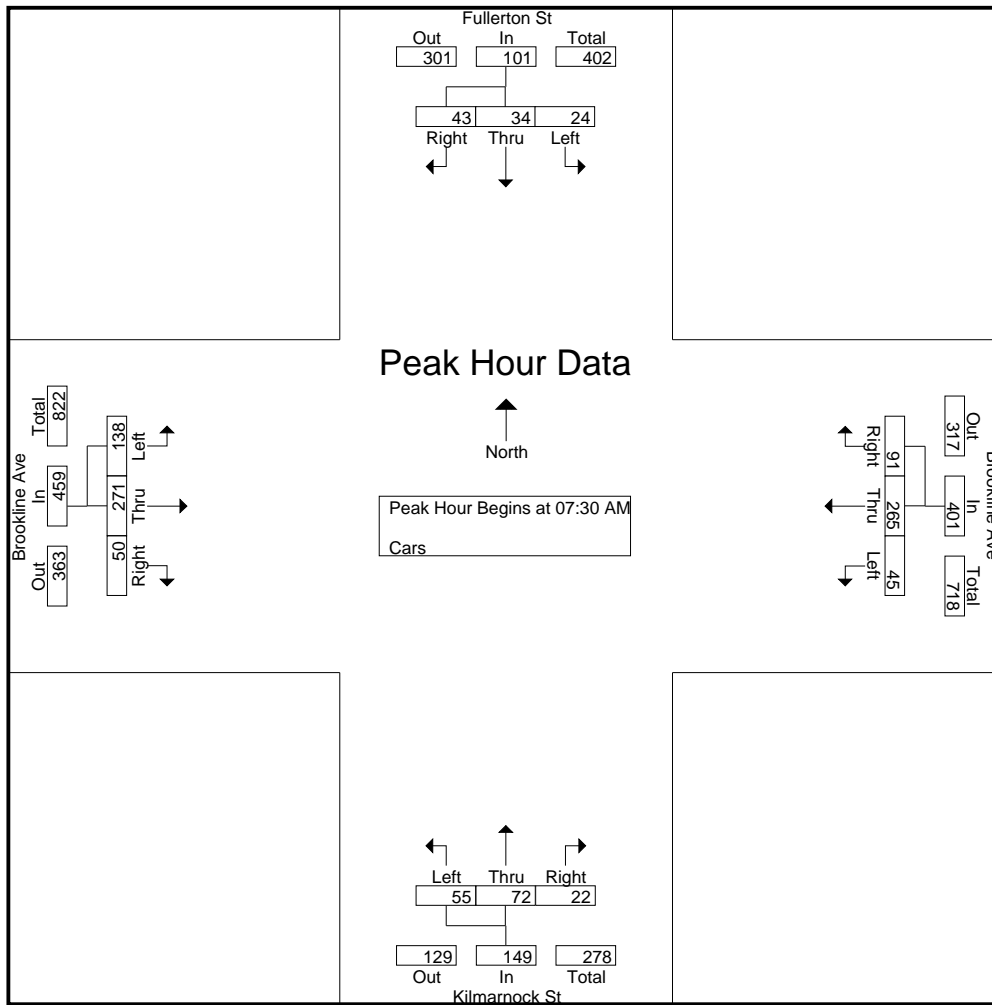 Fullerton St
Out In Total
301 101 402
43 34 24
Right Thru Left
Peak Hour Data
North
Peak Hour Begins at 07:30 AM
Cars
Brookline Ave
Out In Total
363 459 822
Right Thru Left
50 271 138
Brookline Ave
Out In Total
317 401 718
Right Thru Left
91 265 45
Left Thru Right
55 72 22
129 149 278
Out In Total
Kilmarnock St